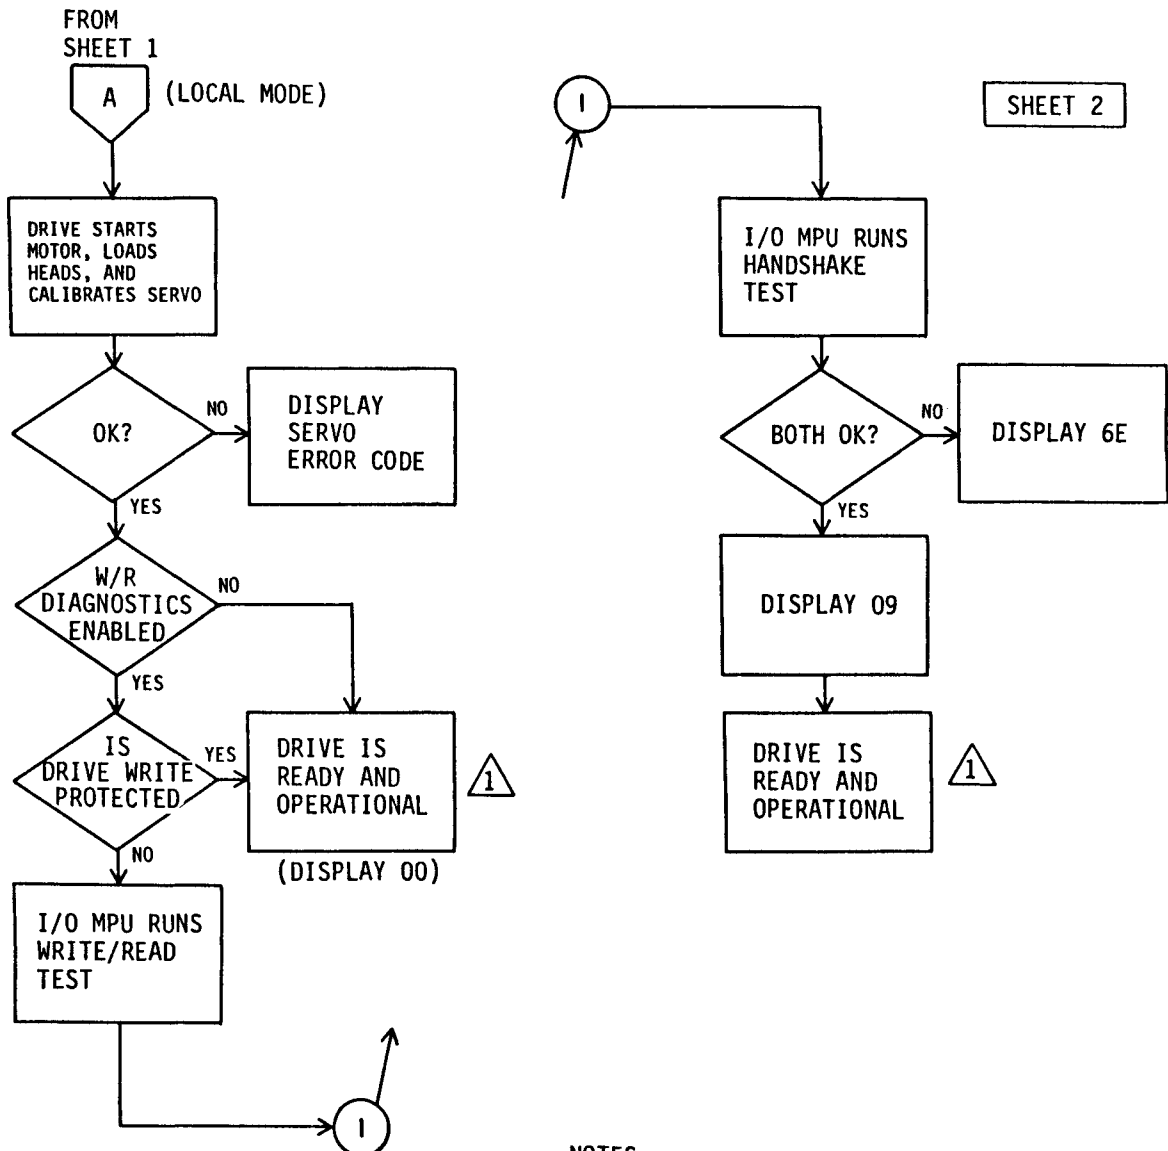 FROM
SHEET 1
A
(LOCAL MODE)
DRIVE STARTS
MOTOR, LOADS
HEADS, AND
CALIBRATES SERVO
OK?
NO
DISPLAY
SERVO
ERROR CODE
YES
W/R
DIAGNOSTICS
ENABLED
NO
YES
IS
DRIVE WRITE
PROTECTED
YES
DRIVE IS
READY AND
OPERATIONAL
1
(DISPLAY 00)
NO
I/O MPU RUNS
WRITE/READ
TEST
1
1
SHEET 2
I/O MPU RUNS
HANDSHAKE
TEST
BOTH OK?
NO
DISPLAY 6E
YES
DISPLAY 09
DRIVE IS
READY AND
OPERATIONAL
1
NOTES